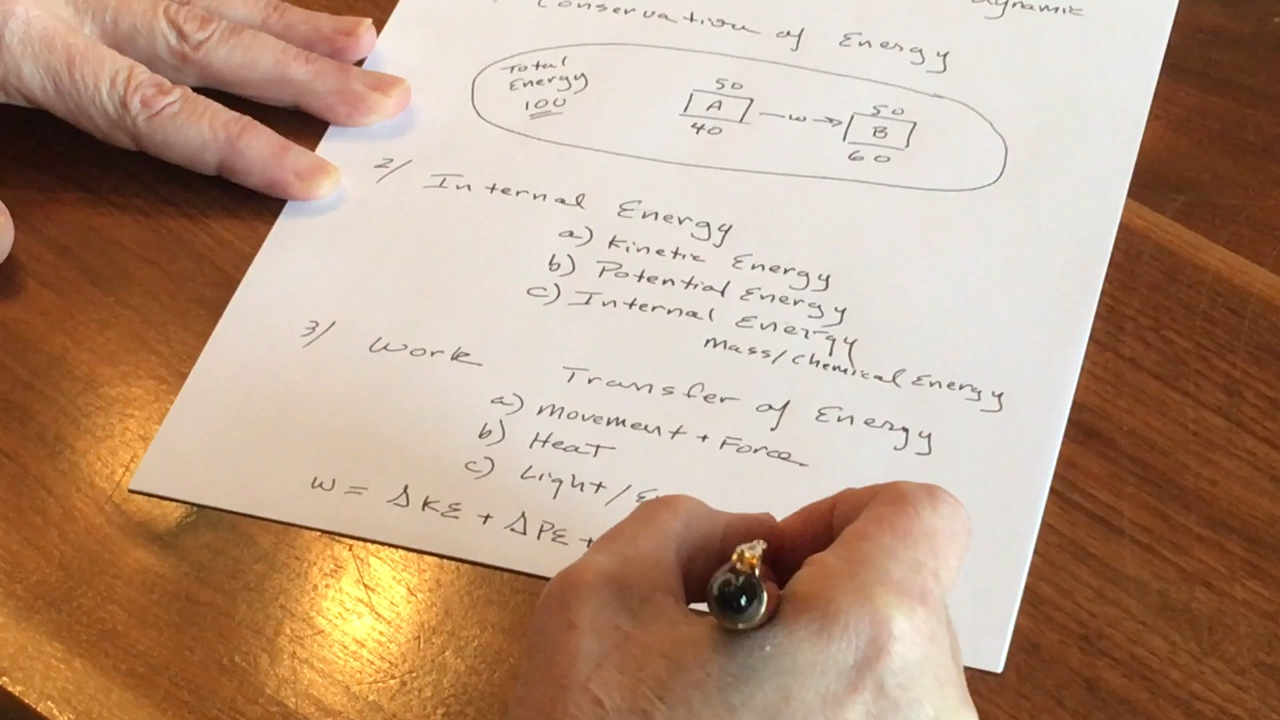 Dynamic
Conservation of Energy
Total
Energy
100
50
A
40
w
50
B
60
2/ Internal Energy
a) Kinetic Energy
b) Potential Energy
c) Internal Energy
Mass/Chemical Energy
3/ Work Transfer of Energy
a) Movement + Force
b) Heat
c) Light/
W = ΔKE + ΔPE +